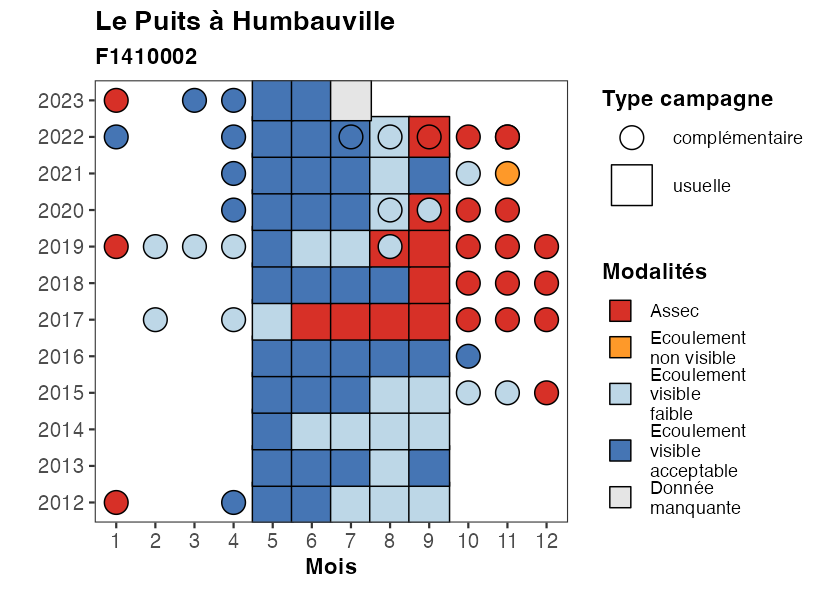 Le Puits à Humbauville
F1410002
2023
2022
2021
2020
2019
2018
2017
2016
2015
2014
2013
2012
1 2 3 4 5 6 7 8 9 10 11 12
Mois
Type campagne
complémentaire
usuelle
Modalités
Assec
Ecoulement
non visible
Ecoulement
visible
faible
Ecoulement
visible
acceptable
Donnée
manquante